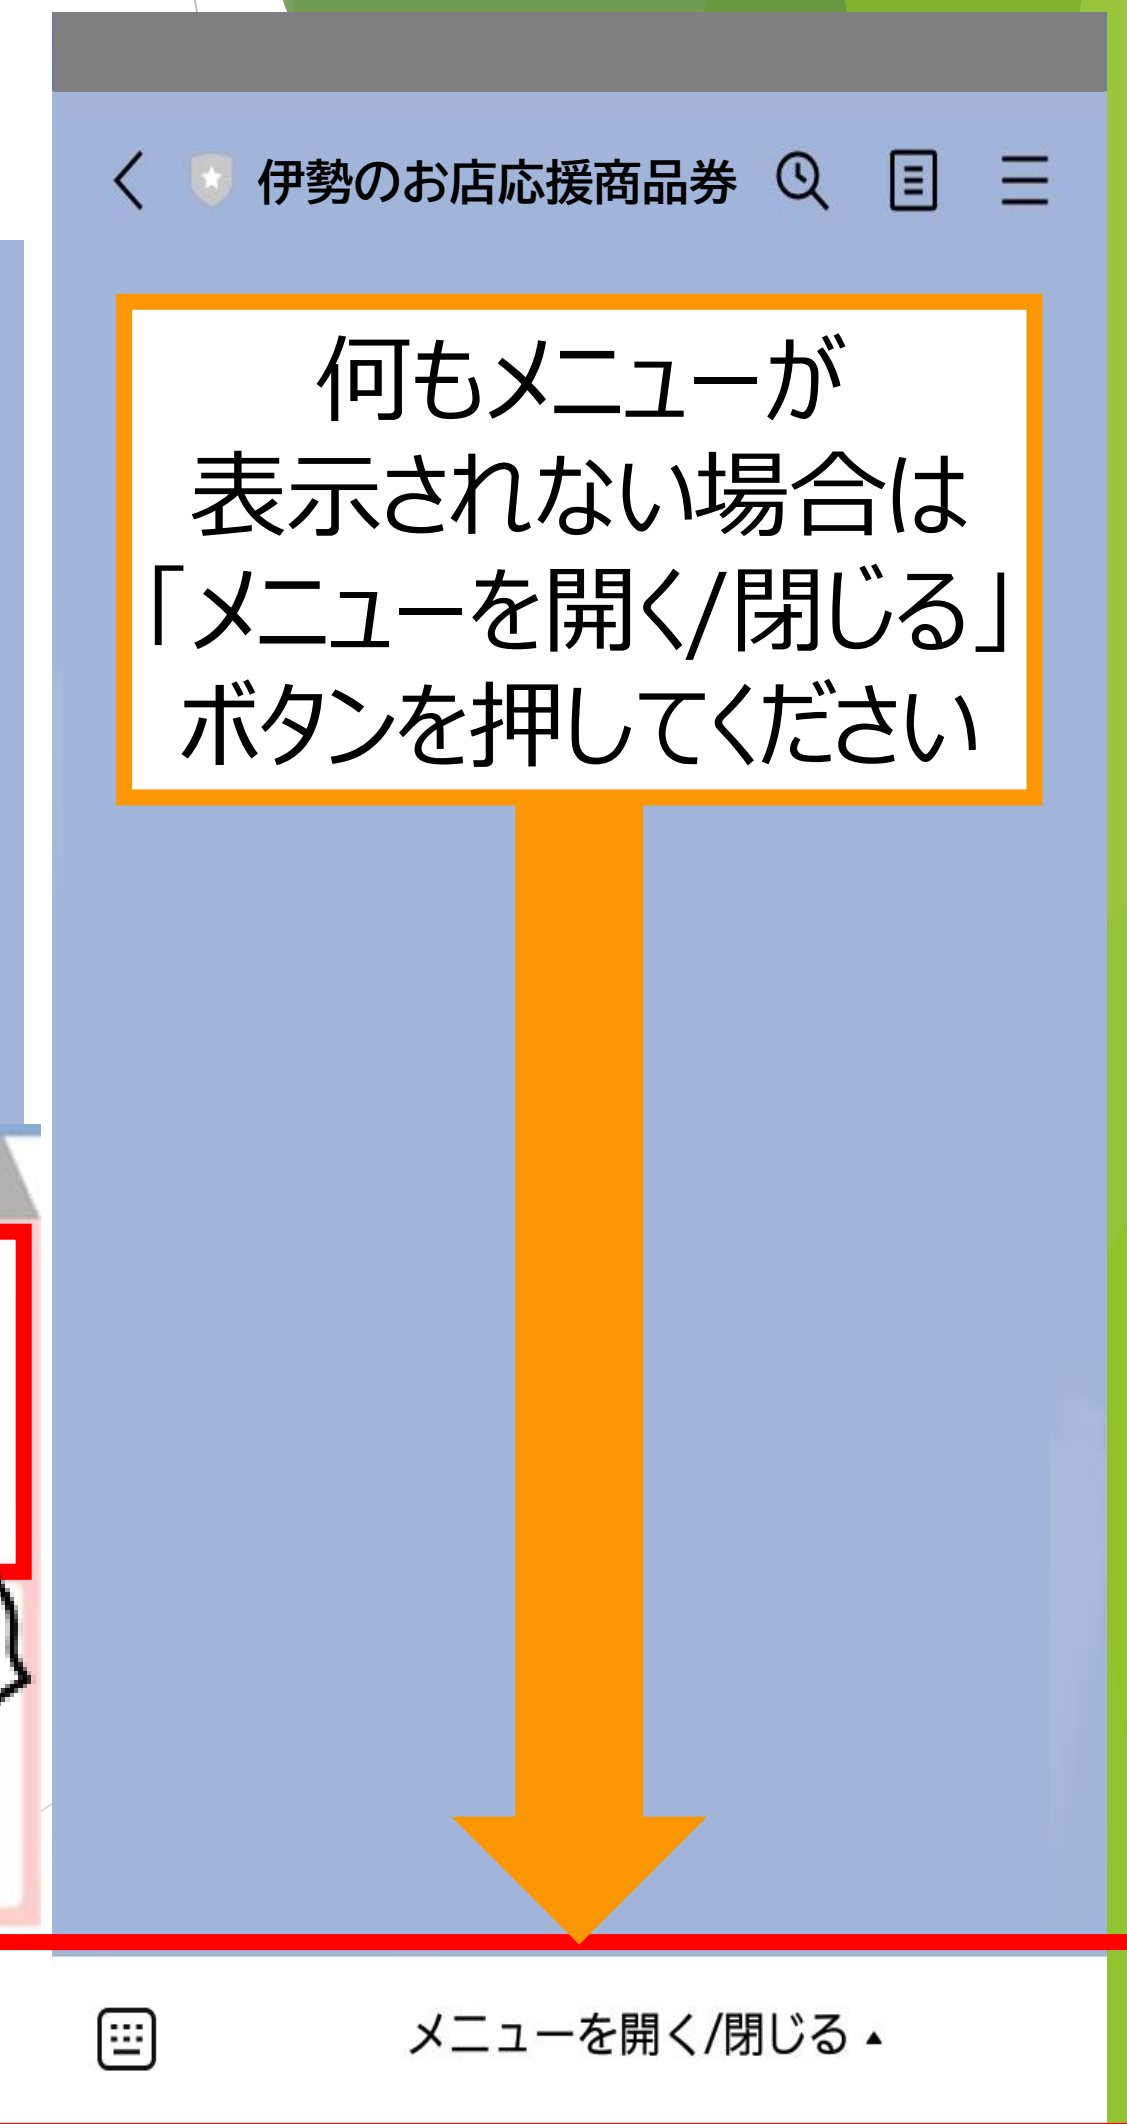 伊勢のお店応援商品券
何もメニューが
表示されない場合は
「メニューを開く/閉じる」
ボタンを押してください
メニューを開く/閉じる▲